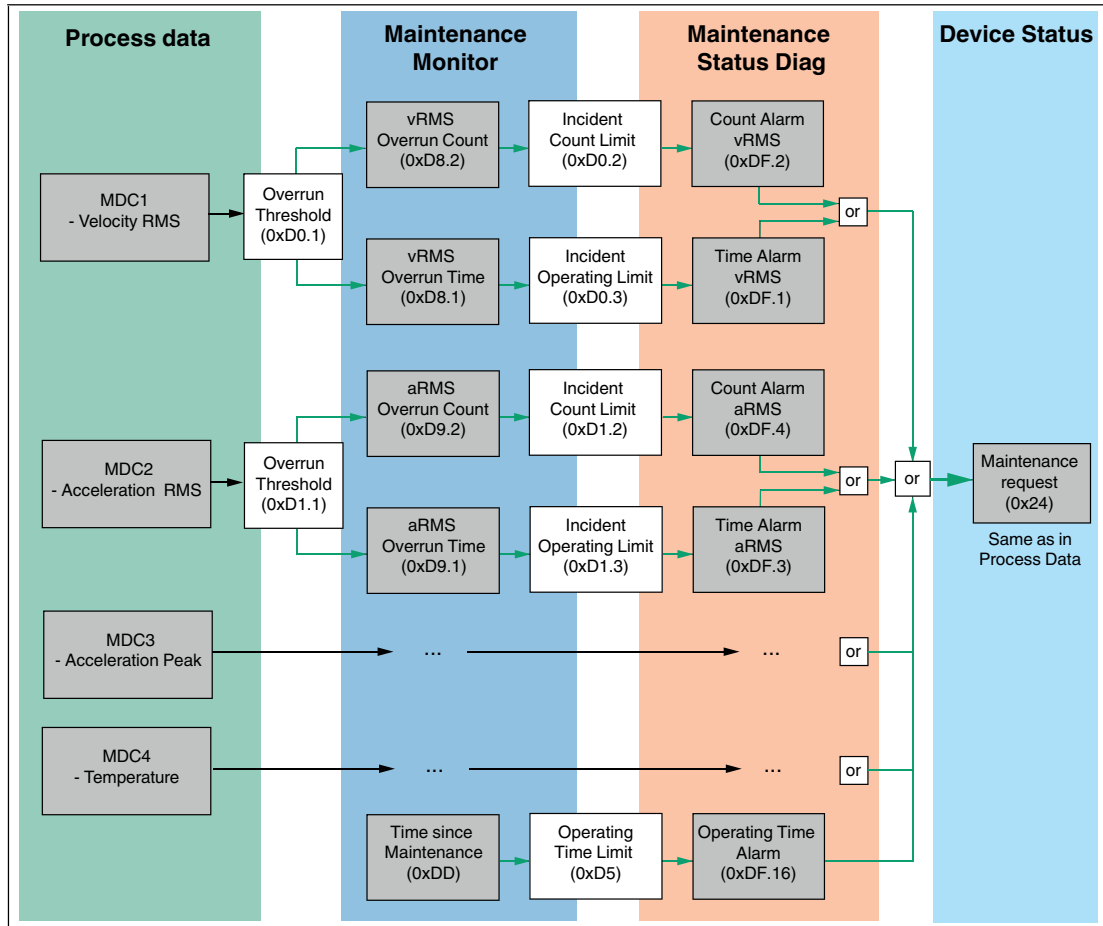 Process data
Maintenance
Monitor
Maintenance
Status Diag
Device Status
MDC1
- Velocity RMS
Overrun
Threshold
(0xD0.1)
vRMS
Overrun Count
(0xD8.2)
Incident
Count Limit
(0xD0.2)
Count Alarm
vRMS
(0xDF.2)
or
vRMS
Overrun Time
(0xD8.1)
Incident
Operating Limit
(0xD0.3)
Time Alarm
vRMS
(0xDF.1)
MDC2
- Acceleration RMS
Overrun
Threshold
(0xD1.1)
aRMS
Overrun Count
(0xD9.2)
Incident
Count Limit
(0xD1.2)
Count Alarm
aRMS
(0xDF.4)
or
or
Maintenance
request
(0x24)
Same as in
Process Data
aRMS
Overrun Time
(0xD9.1)
Incident
Operating Limit
(0xD1.3)
Time Alarm
aRMS
(0xDF.3)
MDC3
- Acceleration Peak
...
...
or
MDC4
- Temperature
...
...
or
Time since
Maintenance
(0xDD)
Operating
Time Limit
(0xD5)
Operating Time
Alarm
(0xDF.16)